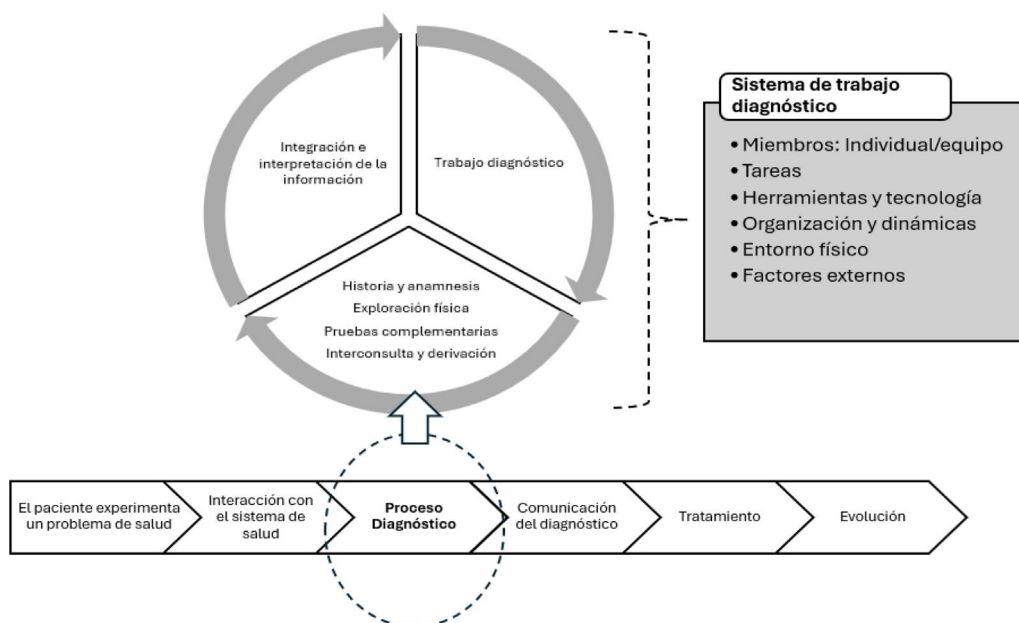 Integración e
interpretación de la
información
Trabajo diagnóstico
Historia y anamnesis
Exploración física
Pruebas complementarias
Interconsulta y derivación
Sistema de trabajo
diagnóstico
• Miembros: Individual/equipo
• Tareas
• Herramientas y tecnología
• Organización y dinámicas
• Entorno físico
• Factores externos
El paciente experimenta
un problema de salud
Interacción con
el sistema de
salud
Proceso
Diagnóstico
Comunicación
del diagnóstico
Tratamiento
Evolución